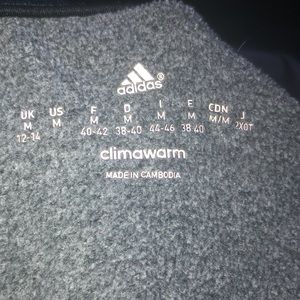 adidas®
UK US F D I E CDN J
M M M M M M M/M 2XOT
12-14 40-42 38-40 44-46 38-40
climawarm
MADE IN CAMBODIA